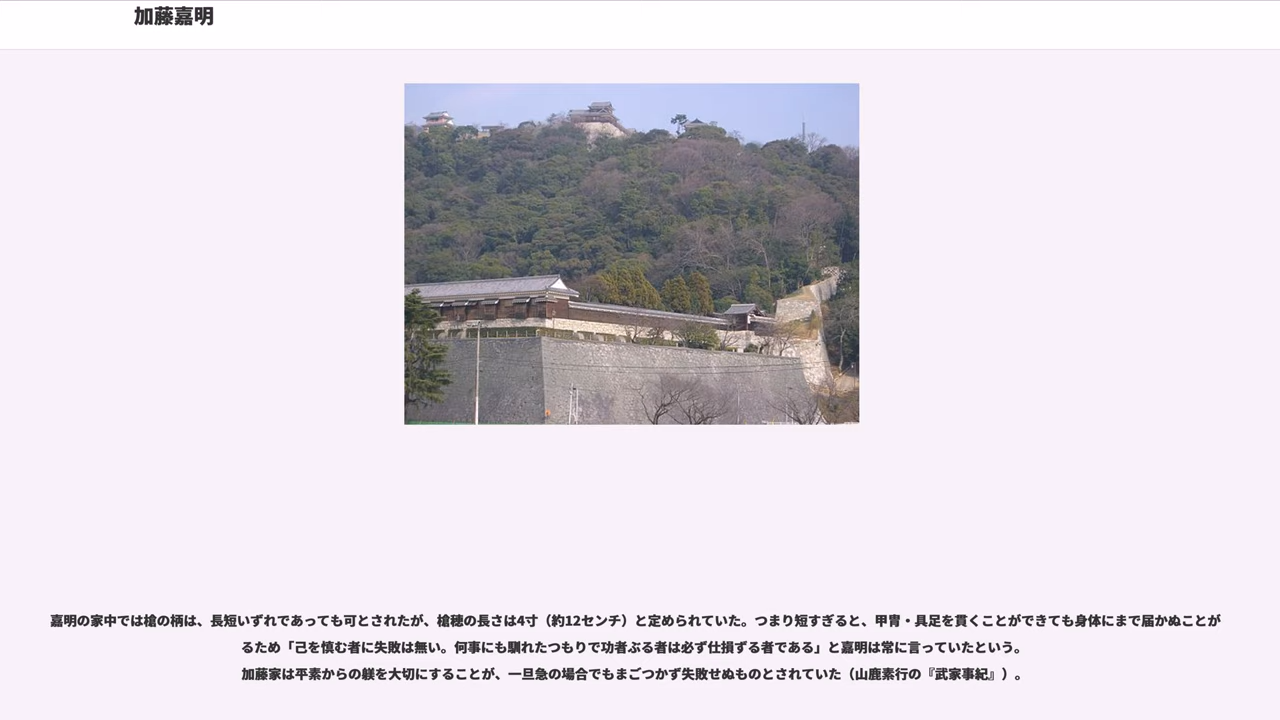 加藤嘉明
嘉明の家中では槍の柄は、長短いずれであっても可とされたが、槍穂の長さは4寸（約12センチ）と定められていた。つまり短すぎると、甲冑・具足を貫くことができても身体にまで届かぬことが
るため「己を慎む者に失敗は無い。何事にも馴れたつもりで功者ぶる者は必ず仕損ずる者である」と嘉明は常に言っていたという。
加藤家は平素からの躾を大切にすることが、一旦急の場合でもまごつかず失敗せぬものとされていた（山鹿素行の『武家事紀』）。